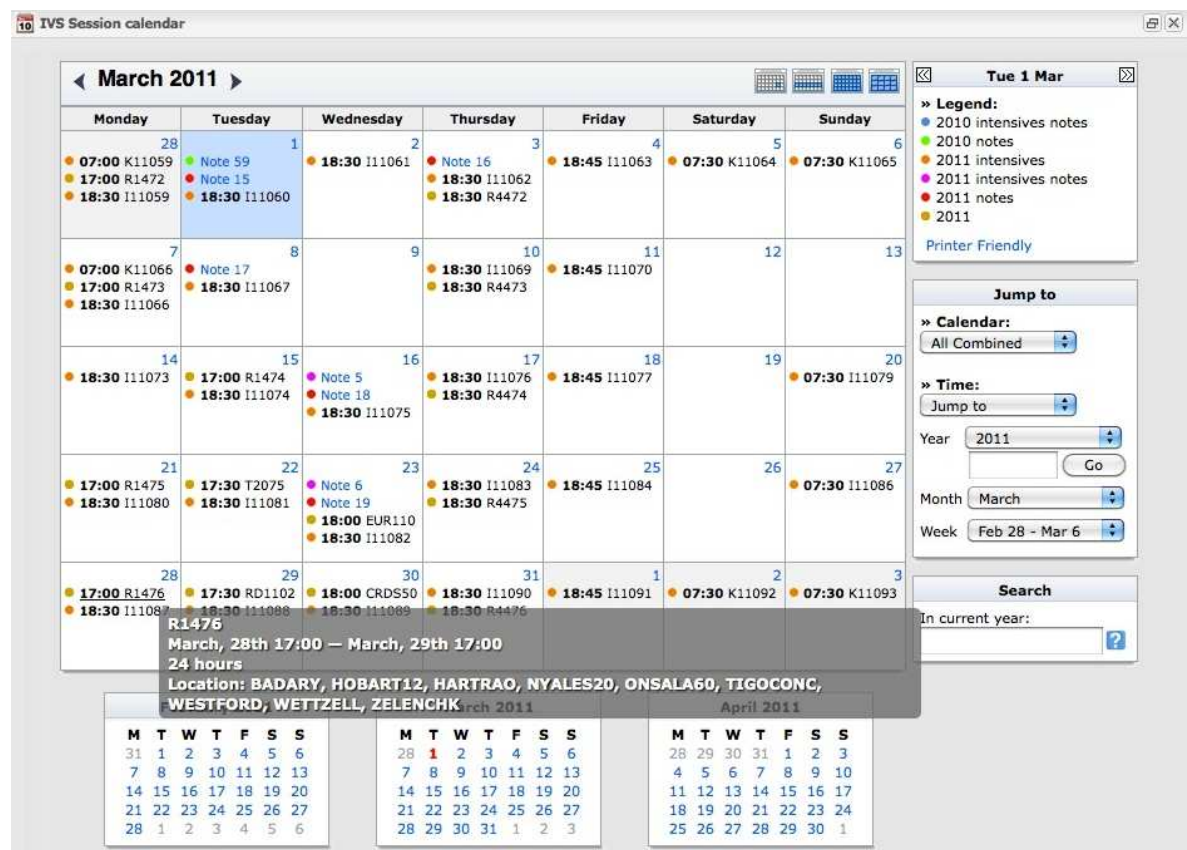 IVS Session calendar
March 2011
Monday Tuesday Wednesday Thursday Friday Saturday Sunday
28
07:00 K11059
17:00 R1472
18:30 I11059
1
Note 59
Note 15
18:30 I11060
2
18:30 I11061
3
Note 16
18:30 I11062
18:30 R4472
4
18:45 I11063
5
07:30 K11064
6
07:30 K11065
7
07:00 K11066
17:00 R1473
18:30 I11066
8
Note 17
18:30 I11067
9
10
18:30 I11069
18:30 R4473
11
18:45 I11070
12
13
14
18:30 I11073
15
17:00 R1474
18:30 I11074
16
Note 5
Note 18
18:30 I11075
17
18:30 I11076
18:30 R4474
18
18:45 I11077
19
20
07:30 I11079
21
17:00 R1475
18:30 I11080
22
17:30 T2075
18:30 I11081
23
Note 6
Note 19
18:00 EUR110
18:30 I11082
24
18:30 I11083
18:30 R4475
25
18:45 I11084
26
27
07:30 I11086
28
17:00 R1476
18:30 I11087
29
17:30 RD1102
18:30 I11088
30
18:00 CRDS50
18:30 I11089
31
18:30 I11090
18:30 R4476
1
18:45 I11091
2
07:30 K11092
3
07:30 K11093
R1476
March, 28th 17:00 — March, 29th 17:00
24 hours
Location: BADARY, HOBART12, HARTRAO, NYALES20, ONSALA60, TIGOCONC,
WESTFORD, WETTZELL, ZELENCHK
Tue 1 Mar
» Legend:
2010 intensives notes
2010 notes
2011 intensives
2011 intensives notes
2011 notes
2011
Printer Friendly
Jump to
» Calendar:
All Combined
» Time:
Jump to
Year 2011
Go
Month March
Week Feb 28 - Mar 6
Search
In current year:
?
M T W T F S S
31 1 2 3 4 5 6
7 8 9 10 11 12 13
14 15 16 17 18 19 20
21 22 23 24 25 26 27
28 1 2 3 4 5 6
March 2011
M T W T F S S
28 1 2 3 4 5 6
7 8 9 10 11 12 13
14 15 16 17 18 19 20
21 22 23 24 25 26 27
28 29 30 31 1 2 3
April 2011
M T W T F S S
28 29 30 31 1 2 3
4 5 6 7 8 9 10
11 12 13 14 15 16 17
18 19 20 21 22 23 24
25 26 27 28 29 30 1